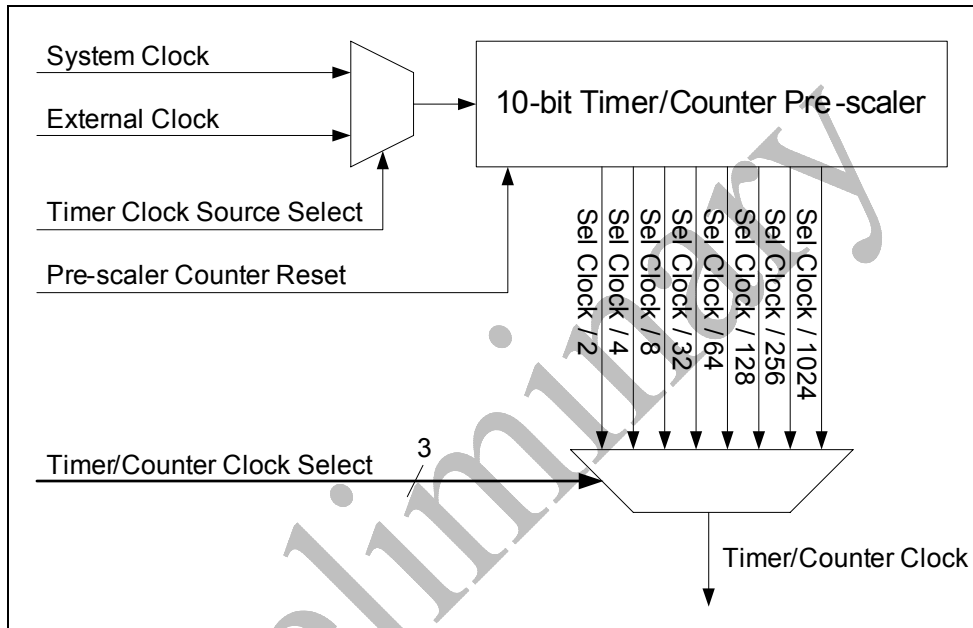 System Clock
External Clock
10-bit Timer/Counter Pre-scaler
Timer Clock Source Select
Pre-scaler Counter Reset
Sel Clock / 2
Sel Clock / 4
Sel Clock / 8
Sel Clock / 32
Sel Clock / 64
Sel Clock / 128
Sel Clock / 256
Sel Clock / 1024
Timer/Counter Clock Select
3
Timer/Counter Clock
eliminary